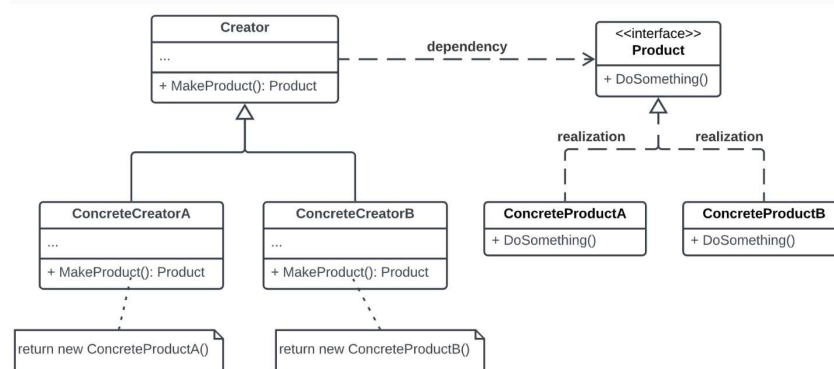 Creator
...
+ MakeProduct(): Product
dependency
<<interface>>
Product
+ DoSomething()
realization
realization
ConcreteCreatorA
...
+ MakeProduct(): Product
ConcreteCreatorB
...
+ MakeProduct(): Product
ConcreteProductA
+ DoSomething()
ConcreteProductB
+ DoSomething()
return new ConcreteProductA()
return new ConcreteProductB()